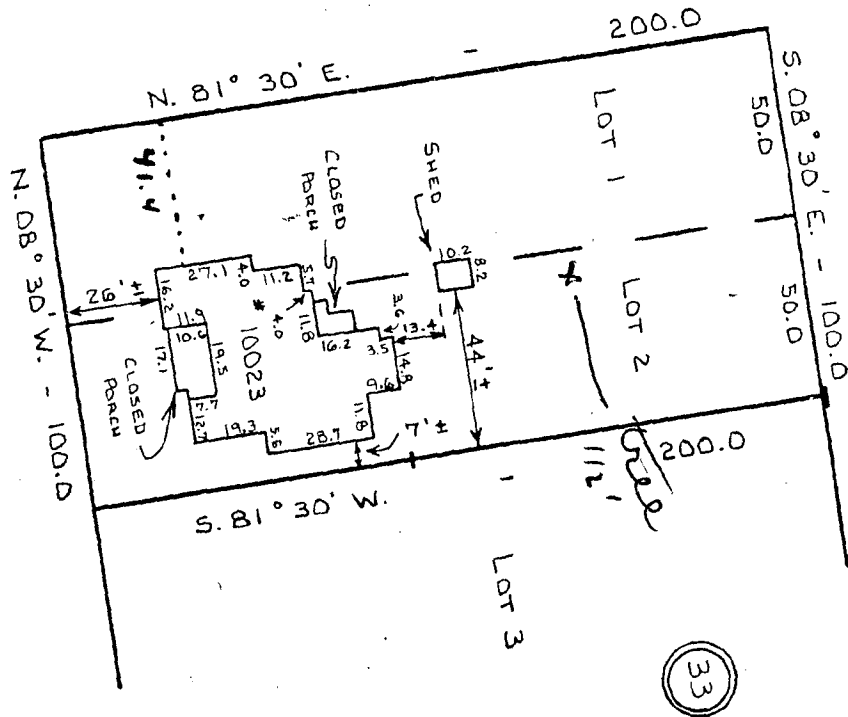 N. 81° 30' E. - 200.0
S. 08° 30' E. - 100.0
50.0
50.0
LOT 1
LOT 2
LOT 3
SHED
10.2
8.2
CLOSED
PORCH
41.4
N. 08° 30' W. - 100.0
26'±
27.1
4.0
11.2
5.7
4.0
11.8
16.2
3.6
3.5
13.4
14.8
9.6
11.8
28.7
5.6
19.3
12.7
7.7
19.5
10.6
17.1
16.2
# 10023
CLOSED
PORCH
44'±
7'±
S. 81° 30' W. - 200.0
112'
33